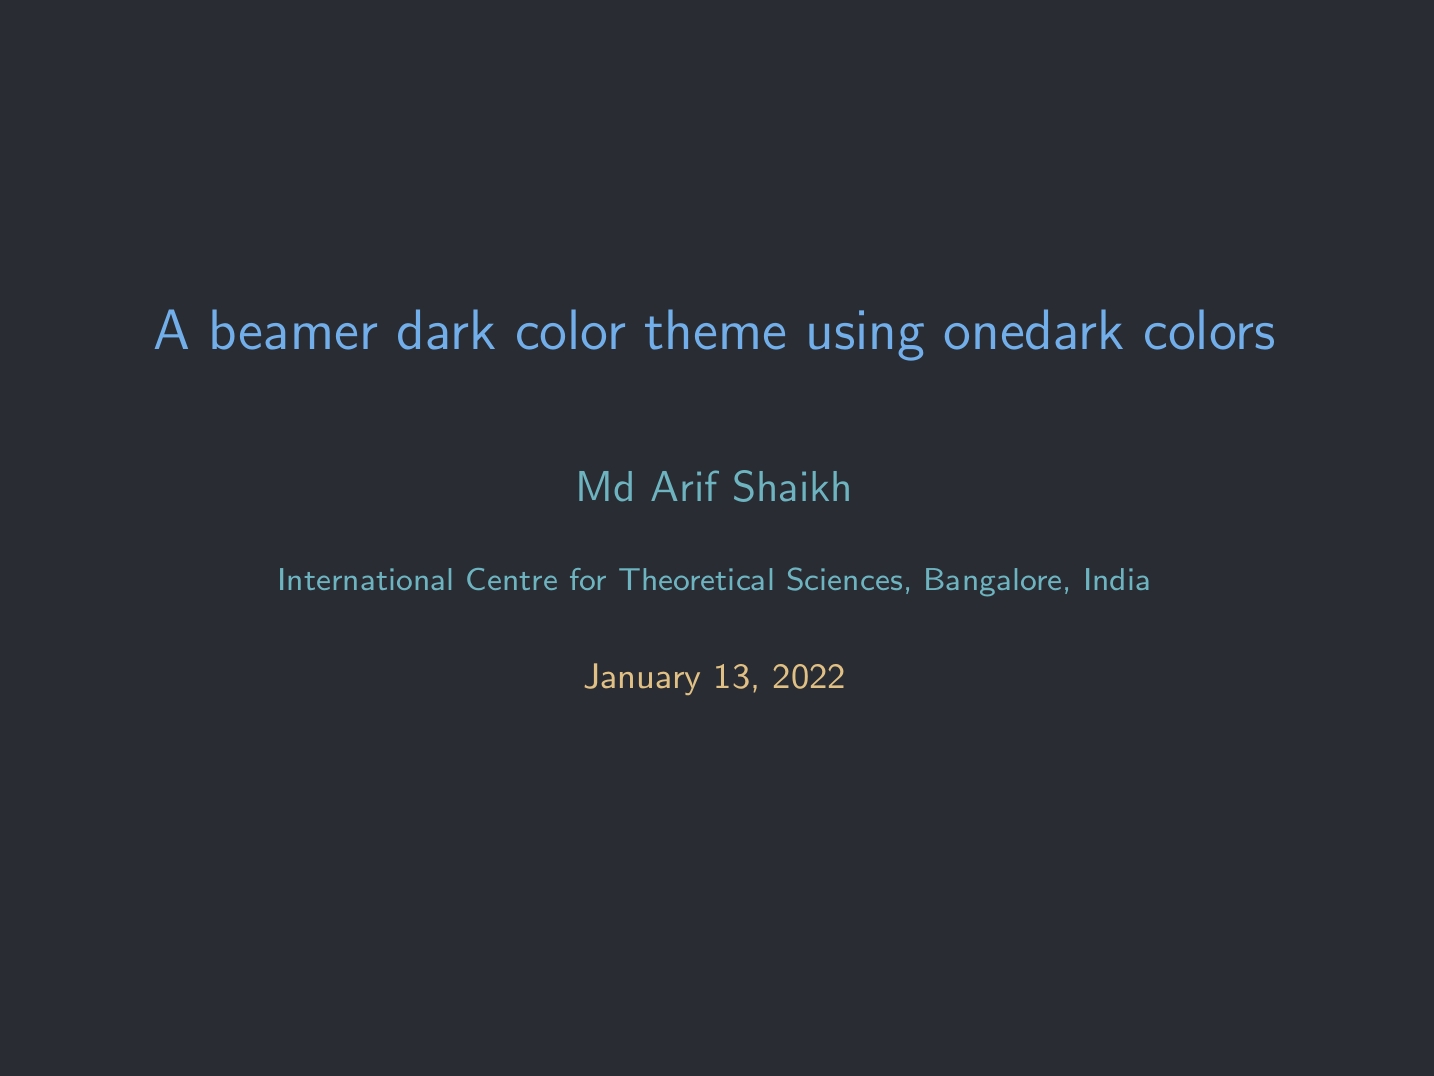 A beamer dark color theme using onedark colors
Md Arif Shaikh
International Centre for Theoretical Sciences, Bangalore, India
January 13, 2022